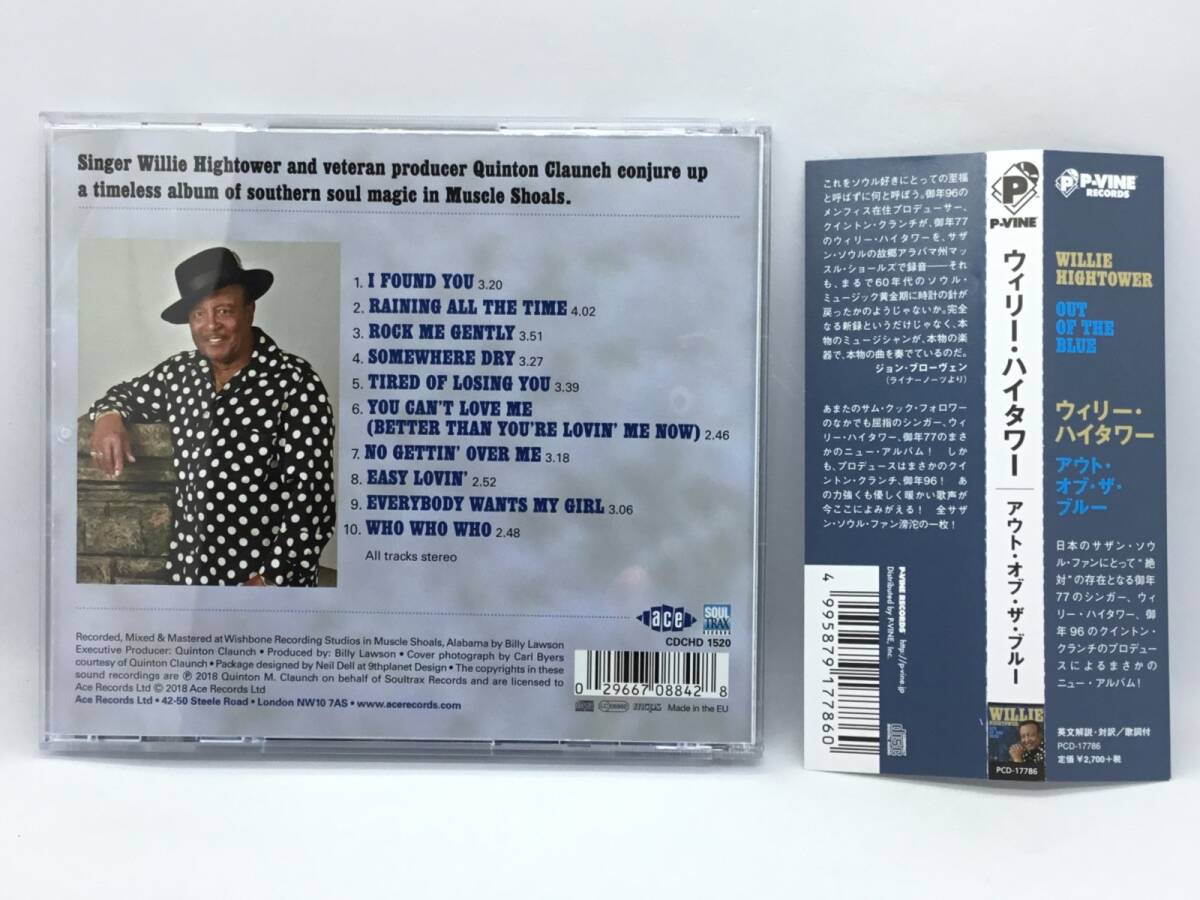 Singer Willie Hightower and veteran producer Quinton Claunch conjure up
a timeless album of southern soul magic in Muscle Shoals.
1. I FOUND YOU 3.20
2. RAINING ALL THE TIME 4.02
3. ROCK ME GENTLY 3.51
4. SOMEWHERE DRY 3.27
5. TIRED OF LOSING YOU 3.39
6. YOU CAN'T LOVE ME
(BETTER THAN YOU'RE LOVIN' ME NOW) 2.46
7. NO GETTIN' OVER ME 3.18
8. EASY LOVIN' 2.52
9. EVERYBODY WANTS MY GIRL 3.06
10. WHO WHO WHO 2.48
All tracks stereo
ace
SOUL
TRAX
RECORDS
CDCHD 1520
Recorded, Mixed & Mastered at Wishbone Recording Studios in Muscle Shoals, Alabama by Billy Lawson
Executive Producer: Quinton Claunch • Produced by: Billy Lawson • Cover photograph by Carl Byers
courtesy of Quinton Claunch • Package designed by Neil Dell at 9thplanet Design • The copyrights in these
sound recordings are ℗ 2018 Quinton M. Claunch on behalf of Soultrax Records and are licensed to
Ace Records Ltd © 2018 Ace Records Ltd
Ace Records Ltd • 42-50 Steele Road • London NW10 7AS • www.acerecords.com
0 29667 08842 8
mcps
Made in the EU
これをソウル好きにとっての至福
と呼ばずに何と呼ぼう。御年96の
メンフィス在住プロデューサー、
クイントン・クランチが、御年77
のウィリー・ハイタワーを、サザ
ン・ソウルの故郷アラバマ州マッ
スル・ショールズで録音――それ
も、まるで60年代のソウル・
ミュージック黄金期に時計の針が
戻ったかのようじゃないか。完全
なる新録というだけじゃなく、本
物のミュージシャンが、本物の楽
器で、本物の曲を奏でているのだ。
ジョン・ブローヴェン
(ライナーノーツより)
あまたのサム・クック・フォロワー
のなかでも屈指のシンガー、ウィ
リー・ハイタワー、御年77のまさ
かのニュー・アルバム！ しか
も、プロデュースはまさかのクイ
ントン・クランチ、御年96！ あ
の力強くも優しく暖かい歌声が
今ここによみがえる！ 全サザ
ン・ソウル・ファン滂沱の一枚！
4 995879 177860
P-VINE RECORDS http://p-vine.jp
Distributed by P-VINE, Inc.
P-VINE
ウィリー・ハイタワー
アウト・オブ・ザ・ブルー
WILLIE
HIGHTOWER
PCD-17786
P-VINE
RECORDS
WILLIE
HIGHTOWER
OUT
OF THE
BLUE
ウィリー・
ハイタワー
アウト・
オブ・ザ・
ブルー
日本のサザン・ソウ
ル・ファンにとって“絶
対”の存在となる御年
77のシンガー、ウィ
リー・ハイタワー、御
年96のクイントン・
クランチのプロデュー
スによるまさかの
ニュー・アルバム！
英文解説・対訳／歌詞付
PCD-17786
定価 ¥2,700+税